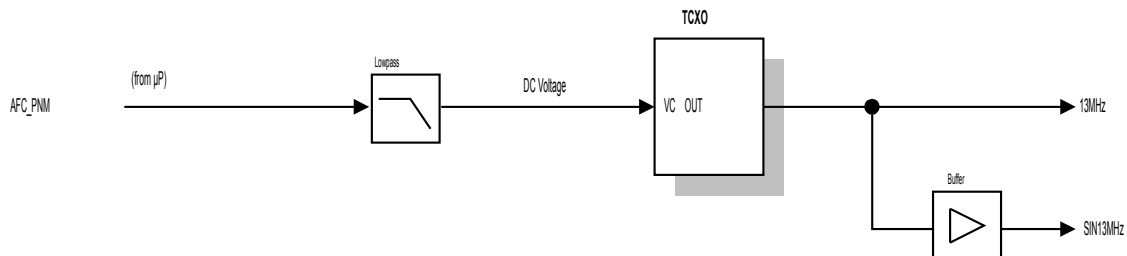 TCXO
Lowpass
(from µP)
DC Voltage
AFC_PNM
VC OUT
13MHz
Buffer
SIN13MHz